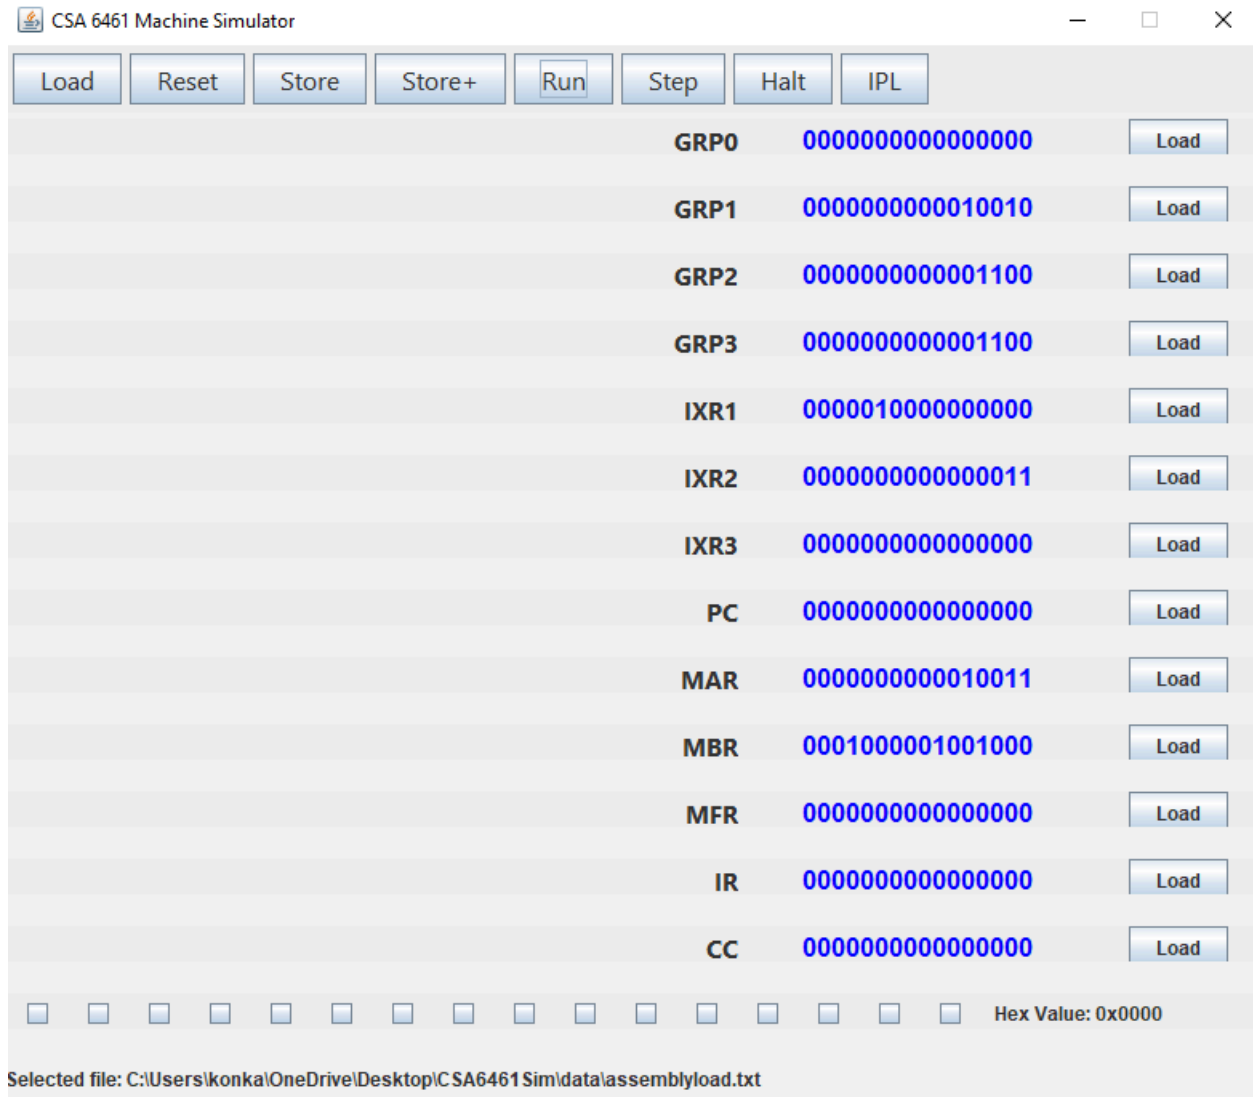 CSA 6461 Machine Simulator
Load Reset Store Store+ Run Step Halt IPL
GRP0 0000000000000000 Load
GRP1 0000000000010010 Load
GRP2 0000000000001100 Load
GRP3 0000000000001100 Load
IXR1 0000010000000000 Load
IXR2 0000000000000011 Load
IXR3 0000000000000000 Load
PC 0000000000000000 Load
MAR 0000000000010011 Load
MBR 0001000001001000 Load
MFR 0000000000000000 Load
IR 0000000000000000 Load
CC 0000000000000000 Load
Hex Value: 0x0000
Selected file: C:\Users\konka\OneDrive\Desktop\CSA6461Sim\data\assemblyload.txt